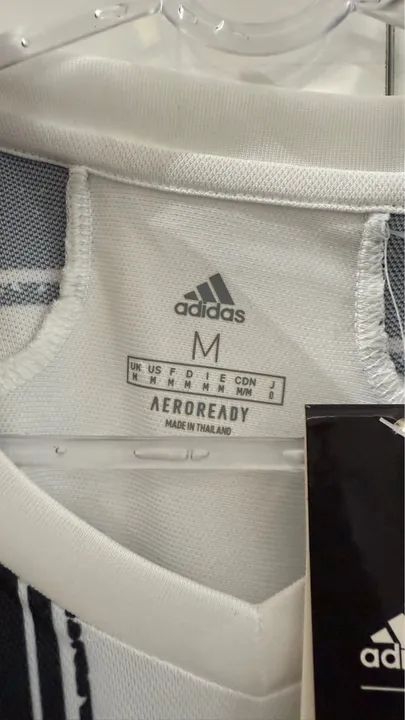 adidas
M
UK US F D I E CDN J
M M M M M M M/M O
AEROREADY
MADE IN THAILAND
adi